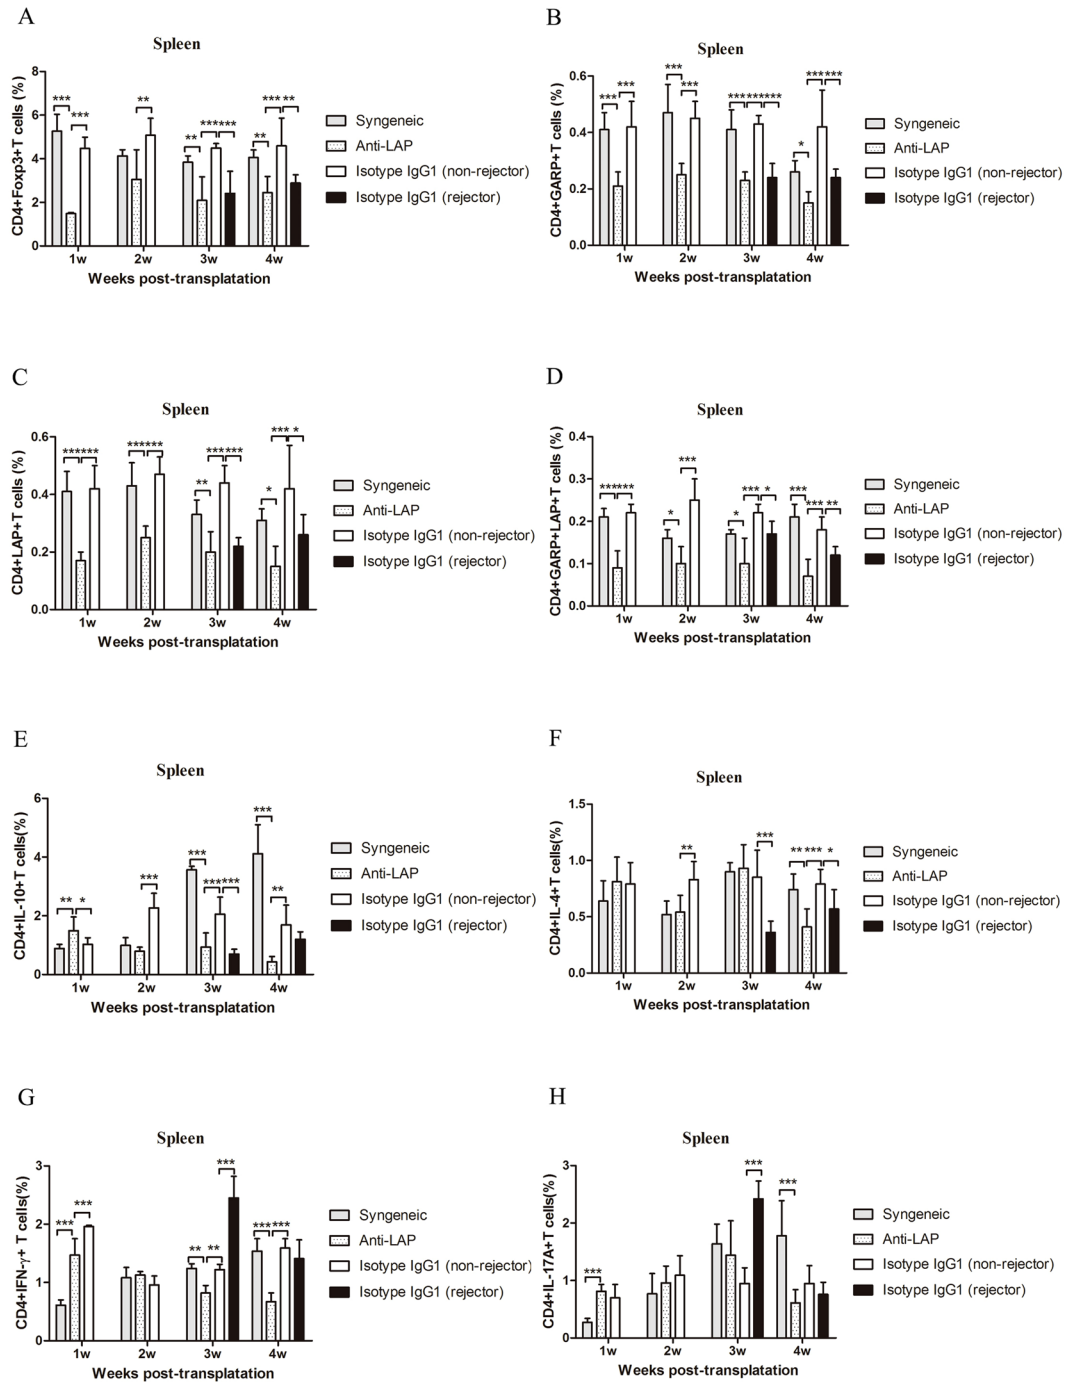 A
Spleen
CD4+Foxp3+T cells (%)
8
6
4
2
0
*** *** ** ** *** *** ** *** **
1w 2w 3w 4w
Weeks post-transplatation
Syngeneic
Anti-LAP
Isotype IgG1 (non-rejector)
Isotype IgG1 (rejector)
B
Spleen
CD4+GARP+T cells (%)
0.6
0.4
0.2
0.0
*** *** *** *** *** *** *** * *** ***
1w 2w 3w 4w
Weeks post-transplatation
Syngeneic
Anti-LAP
Isotype IgG1 (non-rejector)
Isotype IgG1 (rejector)
C
Spleen
CD4+LAP+T cells (%)
0.6
0.4
0.2
0.0
*** *** *** *** ** *** *** * *** *
1w 2w 3w 4w
Weeks post-transplatation
Syngeneic
Anti-LAP
Isotype IgG1 (non-rejector)
Isotype IgG1 (rejector)
D
Spleen
CD4+GARP+LAP+T cells (%)
0.4
0.3
0.2
0.1
0.0
*** *** * *** * *** * *** *** **
1w 2w 3w 4w
Weeks post-transplatation
Syngeneic
Anti-LAP
Isotype IgG1 (non-rejector)
Isotype IgG1 (rejector)
E
Spleen
CD4+IL-10+T cells(%)
6
4
2
0
** * *** *** *** *** *** **
1w 2w 3w 4w
Weeks post-transplatation
Syngeneic
Anti-LAP
Isotype IgG1 (non-rejector)
Isotype IgG1 (rejector)
F
Spleen
CD4+IL-4+T cells(%)
1.5
1.0
0.5
0.0
** *** ** *** *
1w 2w 3w 4w
Weeks post-transplatation
Syngeneic
Anti-LAP
Isotype IgG1 (non-rejector)
Isotype IgG1 (rejector)
G
Spleen
CD4+IFN-γ+ T cells(%)
3
2
1
0
*** *** ** ** *** *** ***
1w 2w 3w 4w
Weeks post-transplatation
Syngeneic
Anti-LAP
Isotype IgG1 (non-rejector)
Isotype IgG1 (rejector)
H
Spleen
CD4+IL-17A+T cells(%)
3
2
1
0
*** *** ***
1w 2w 3w 4w
Weeks post-transplatation
Syngeneic
Anti-LAP
Isotype IgG1 (non-rejector)
Isotype IgG1 (rejector)